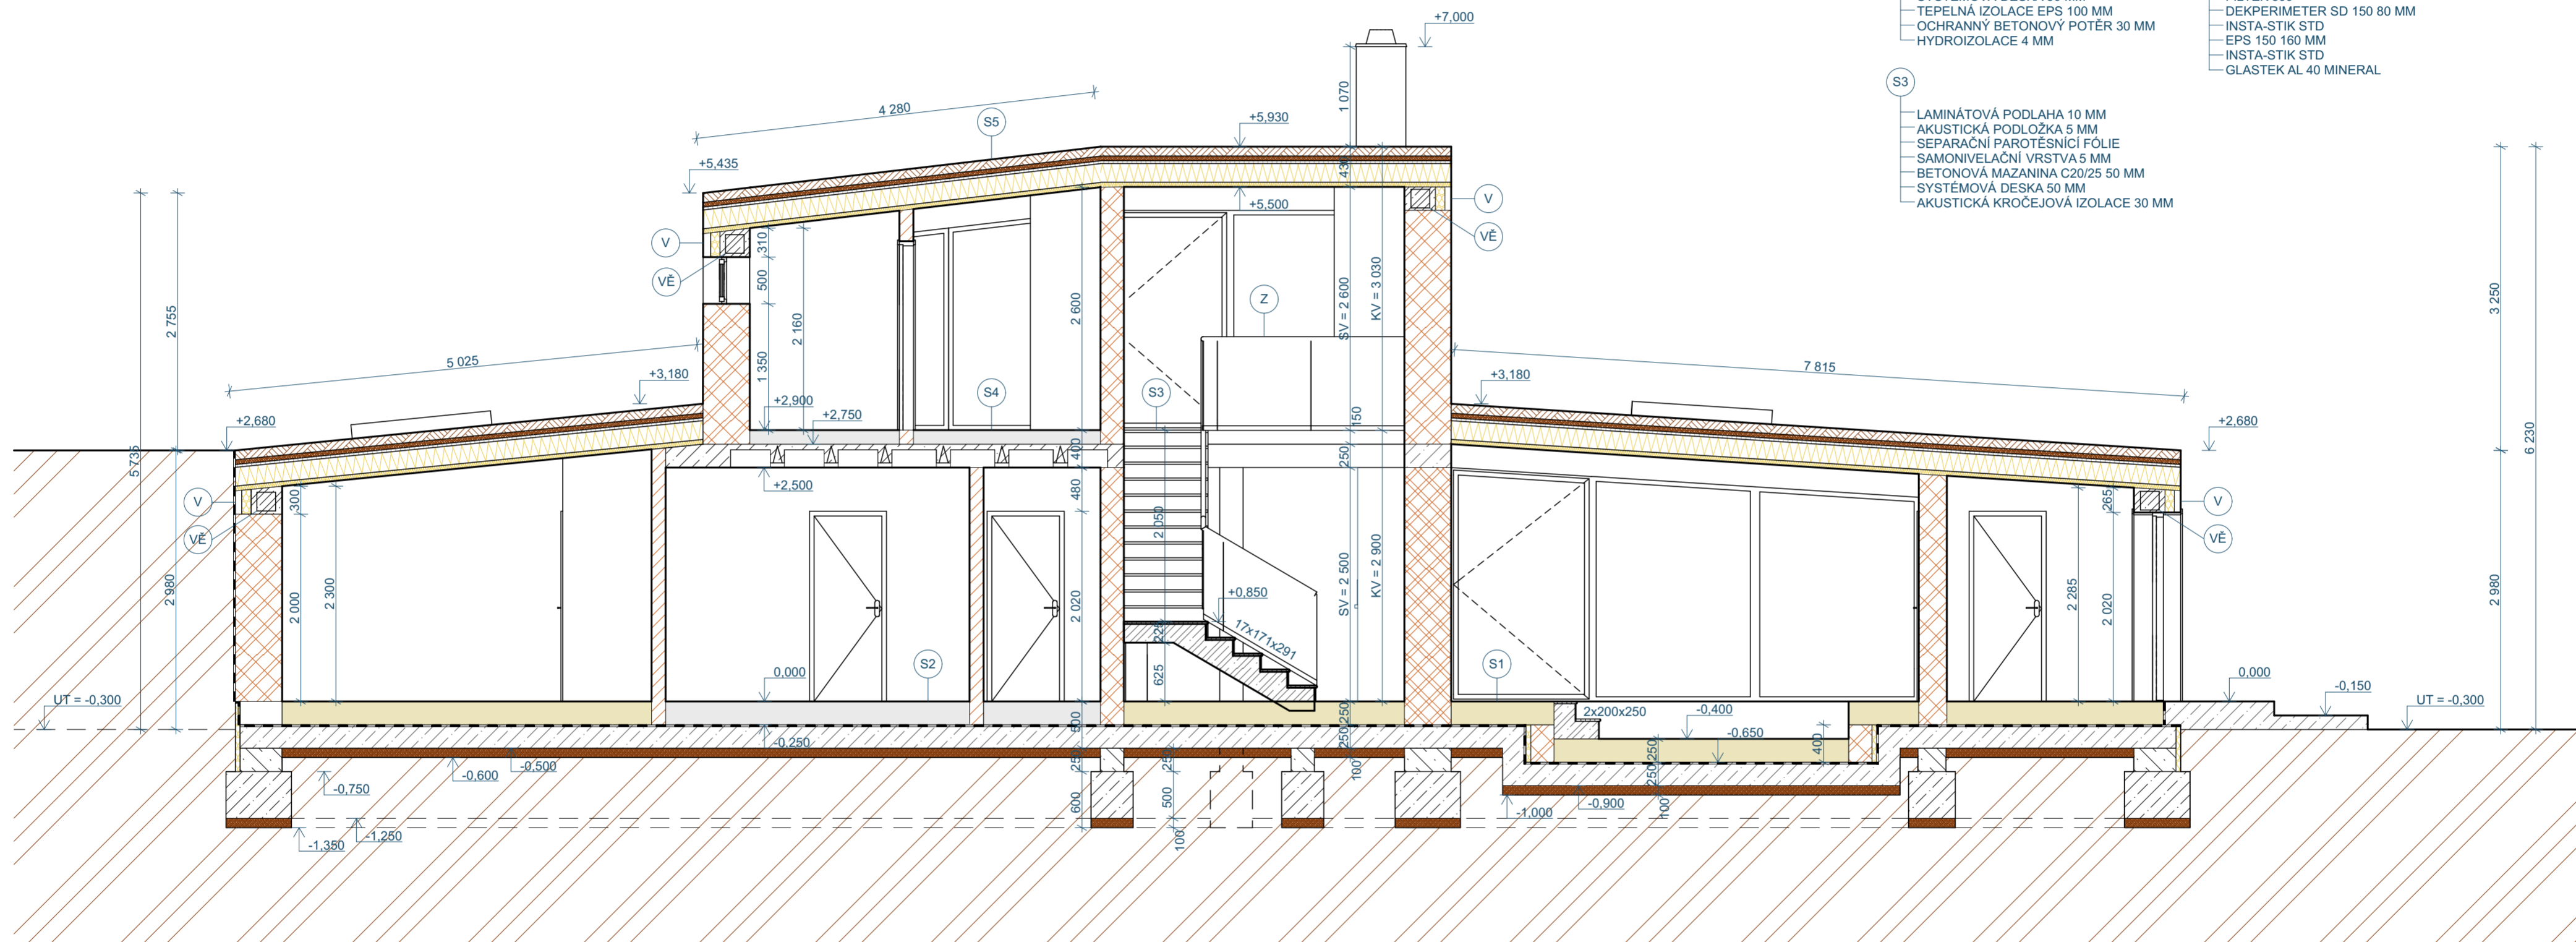 TEPELNÁ IZOLACE EPS 100 MM
OCHRANNÝ BETONOVÝ POTĚR 30 MM
HYDROIZOLACE 4 MM
DEKPERIMETER SD 150 80 MM
INSTA-STIK STD
EPS 150 160 MM
INSTA-STIK STD
GLASTEK AL 40 MINERAL
S3
LAMINÁTOVÁ PODLAHA 10 MM
AKUSTICKÁ PODLOŽKA 5 MM
SEPARAČNÍ PAROTĚSNÍCÍ FÓLIE
SAMONIVELAČNÍ VRSTVA 5 MM
BETONOVÁ MAZANINA C20/25 50 MM
SYSTÉMOVÁ DESKA 50 MM
AKUSTICKÁ KROČEJOVÁ IZOLACE 30 MM
+7,000
1 070
4 280
S5
+5,930
+5,435
430
+5,500
V
VĚ
V
VĚ
310
500
1 350
2 160
2 600
SV = 2 600
KV = 3 030
Z
2 755
5 735
2 980
3 250
6 230
2 980
5 025
7 815
+3,180
+3,180
+2,900
+2,750
S4
S3
150
+2,680
+2,680
400
250
+2,500
480
V
VĚ
300
2 000
2 300
2 050
2 020
SV = 2 500
KV = 2 900
265
V
VĚ
2 285
2 020
+0,850
17x171x291
225
625
0,000
S2
S1
0,000
-0,150
UT = -0,300
UT = -0,300
2x200x250
-0,400
-0,650
400
500
250
250
-0,250
-0,500
-0,600
250
250
100
250
250
100
-0,750
-0,900
-1,000
600
500
100
-1,250
-1,350